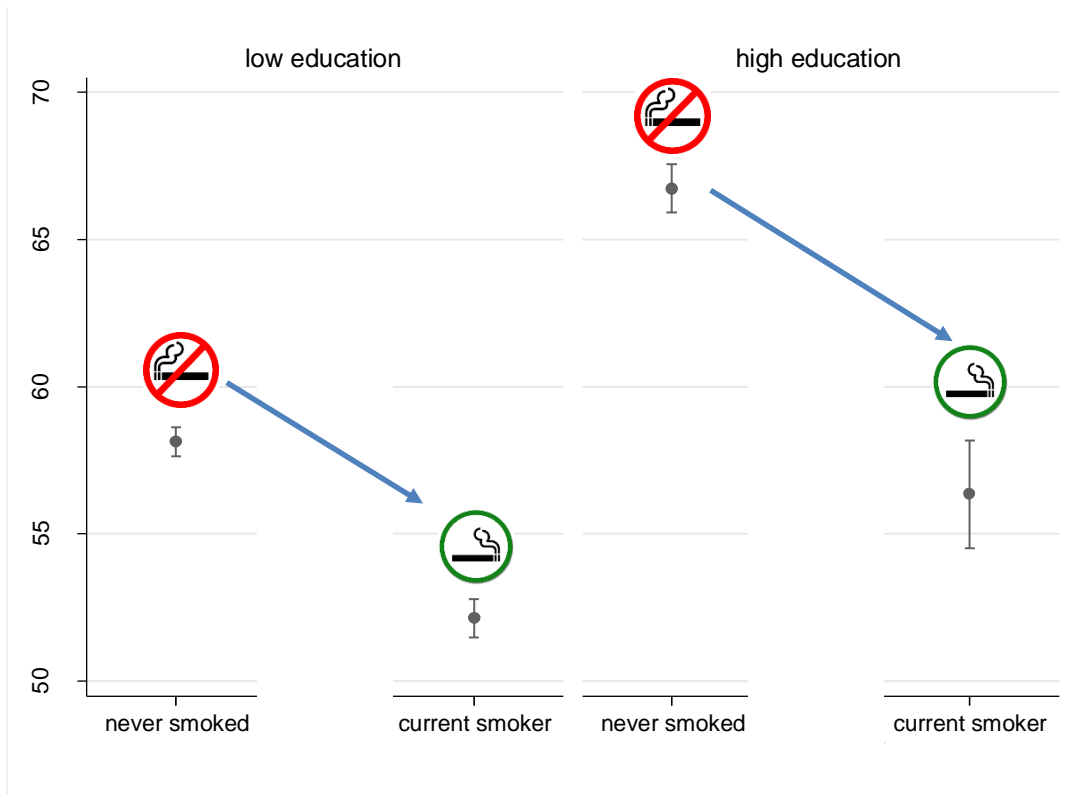 low education
high education
70
65
60
55
50
never smoked
current smoker
never smoked
current smoker